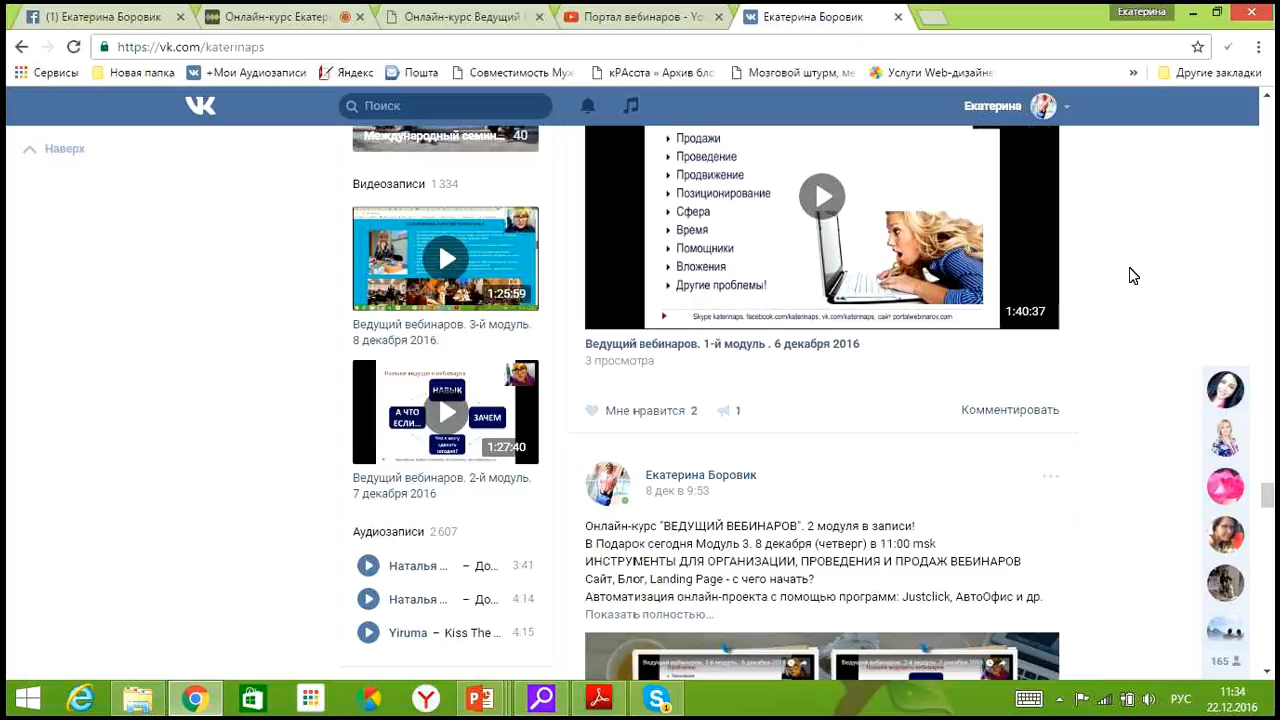 (1) Екатерина Боровик
Онлайн-курс Екатер
Онлайн-курс Ведущий
Портал вебинаров - Yo
Екатерина Боровик
Екатерина
https://vk.com/katerinaps
Сервисы
Новая папка
+Мои Аудиозаписи
Яндекс
Почта
Совместимость Му
кРАсота » Архив бло
Мозговой штурм, ме
Услуги Web-дизайне
»
Другие закладки
Поиск
Екатерина
Наверх
Международный семин... 40
Видеозаписи 1 334
1:25:59
Ведущий вебинаров. 3-й модуль.
8 декабря 2016.
НАВЫК
А ЧТО
ЕСЛИ...
ЗАЧЕМ
1:27:40
Ведущий вебинаров. 2-й модуль.
7 декабря 2016
Аудиозаписи 2 607
Наталья ... – До... 3:41
Наталья ... – До... 4:14
Yiruma – Kiss The ... 4:15
Продажи
Проведение
Продвижение
Позиционирование
Сфера
Время
Помощники
Вложения
Другие проблемы!
Skype katerinaps. facebook.com/katerinaps, vk.com/katerinaps, сайт portalwebinarov.com
1:40:37
Ведущий вебинаров. 1-й модуль . 6 декабря 2016
3 просмотра
Мне нравится 2
1
Комментировать
Екатерина Боровик
8 дек в 9:53
Онлайн-курс "ВЕДУЩИЙ ВЕБИНАРОВ". 2 модуля в записи!
В Подарок сегодня Модуль 3. 8 декабря (четверг) в 11:00 msk
ИНСТРУМЕНТЫ ДЛЯ ОРГАНИЗАЦИИ, ПРОВЕДЕНИЯ И ПРОДАЖ ВЕБИНАРОВ
Сайт, Блог, Landing Page - с чего начать?
Автоматизация онлайн-проекта с помощью программ: Justclick, АвтоОфис и др.
Показать полностью...
165
РУС
11:34
22.12.2016